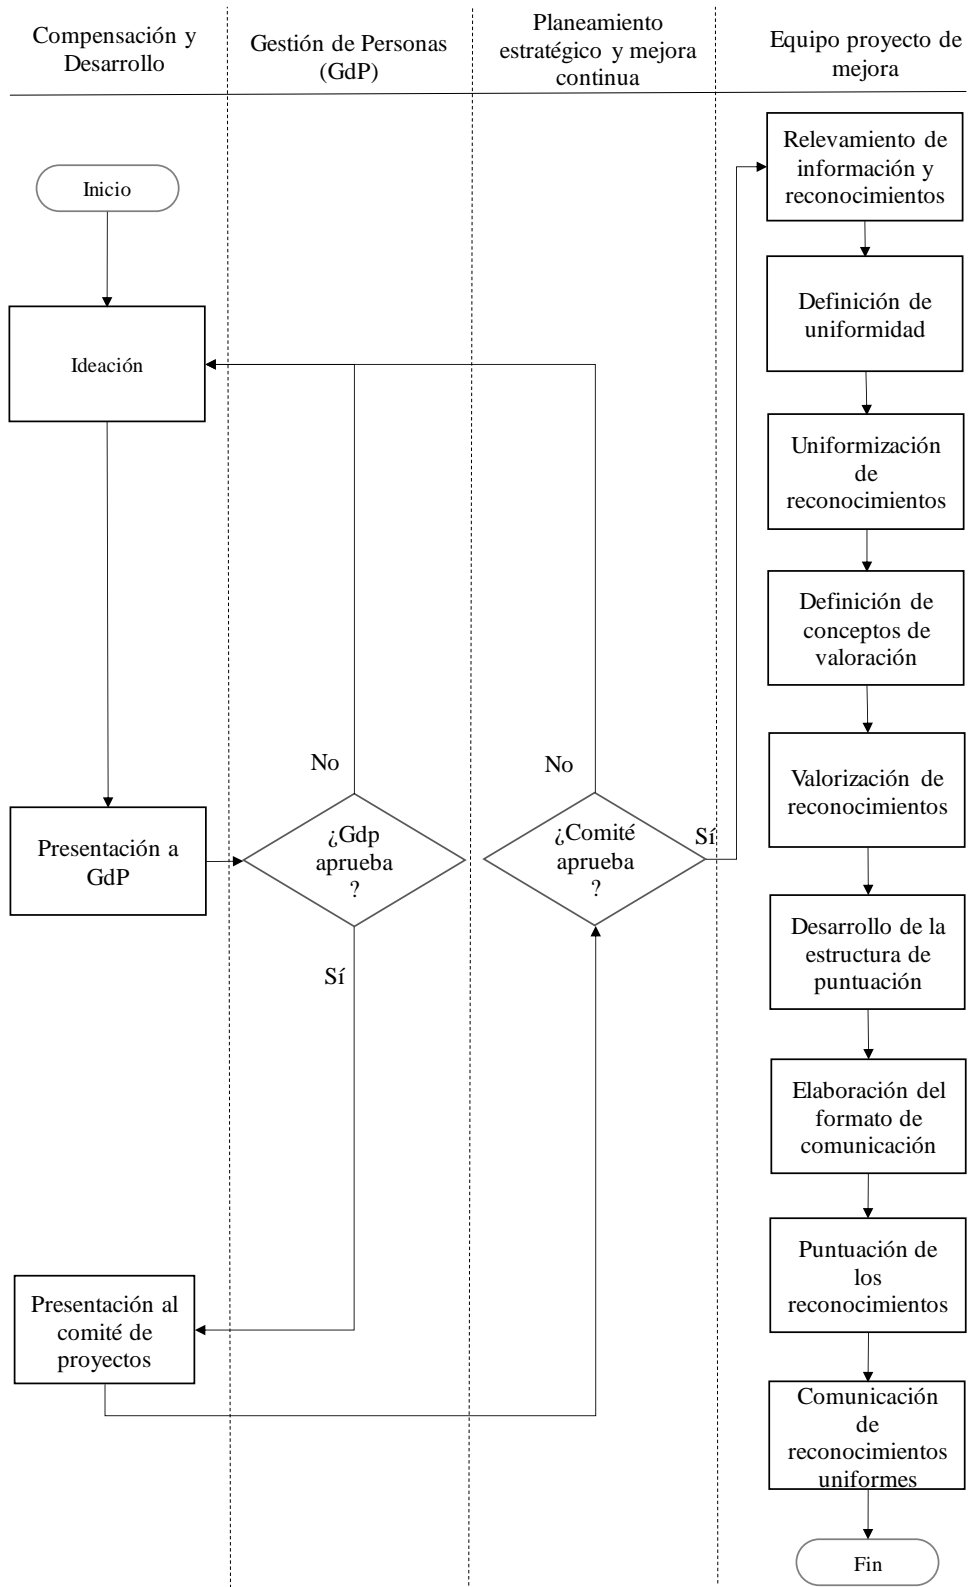 Compensación y
Desarrollo
Gestión de Personas
(GdP)
Planeamiento
estratégico y mejora
continua
Equipo proyecto de
mejora
Inicio
Ideación
Presentación a
GdP
Presentación al
comité de
proyectos
No
¿Gdp
aprueba
?
Sí
No
¿Comité
aprueba
?
Sí
Relevamiento de
información y
reconocimientos
Definición de
uniformidad
Uniformización
de
reconocimientos
Definición de
conceptos de
valoración
Valorización de
reconocimientos
Desarrollo de la
estructura de
puntuación
Elaboración del
formato de
comunicación
Puntuación de
los
reconocimientos
Comunicación
de
reconocimientos
uniformes
Fin